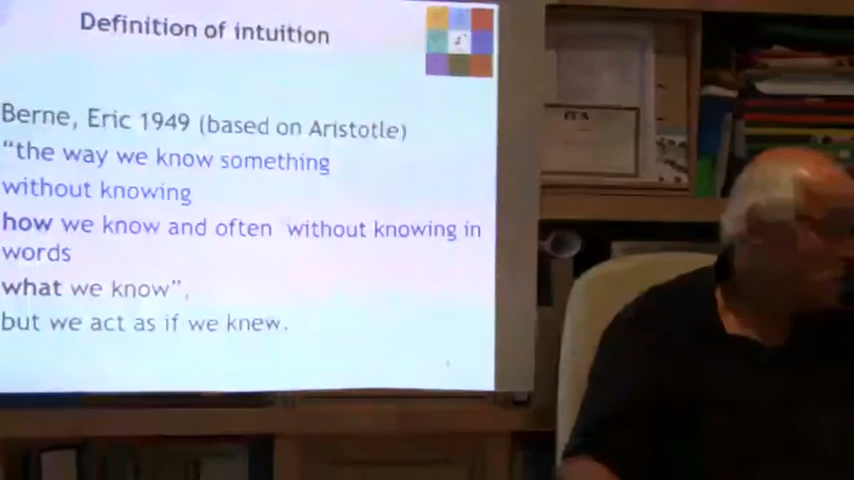 Definition of intuition
Berne, Eric 1949 (based on Aristotle)
"the way we know something
without knowing
how we know and often without knowing in
words
what we know",
but we act as if we knew.
ITA